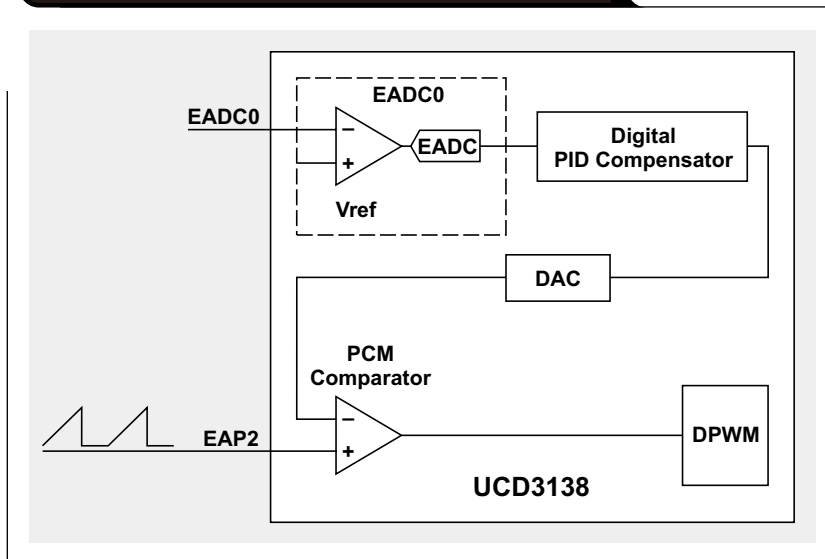 EADC0
EADC0
−
+
EADC
Vref
Digital
PID Compensator
DAC
PCM
Comparator
−
+
EAP2
DPWM
UCD3138